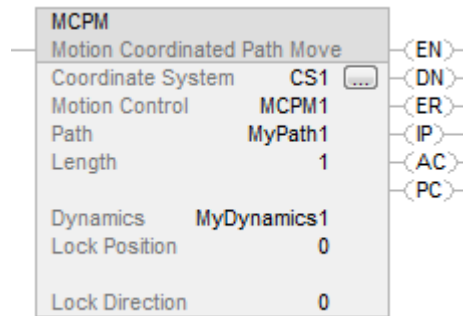 MCPM
Motion Coordinated Path Move
Coordinate System CS1 ...
Motion Control MCPM1
Path MyPath1
Length 1
Dynamics MyDynamics1
Lock Position 0
Lock Direction 0
EN
DN
ER
IP
AC
PC